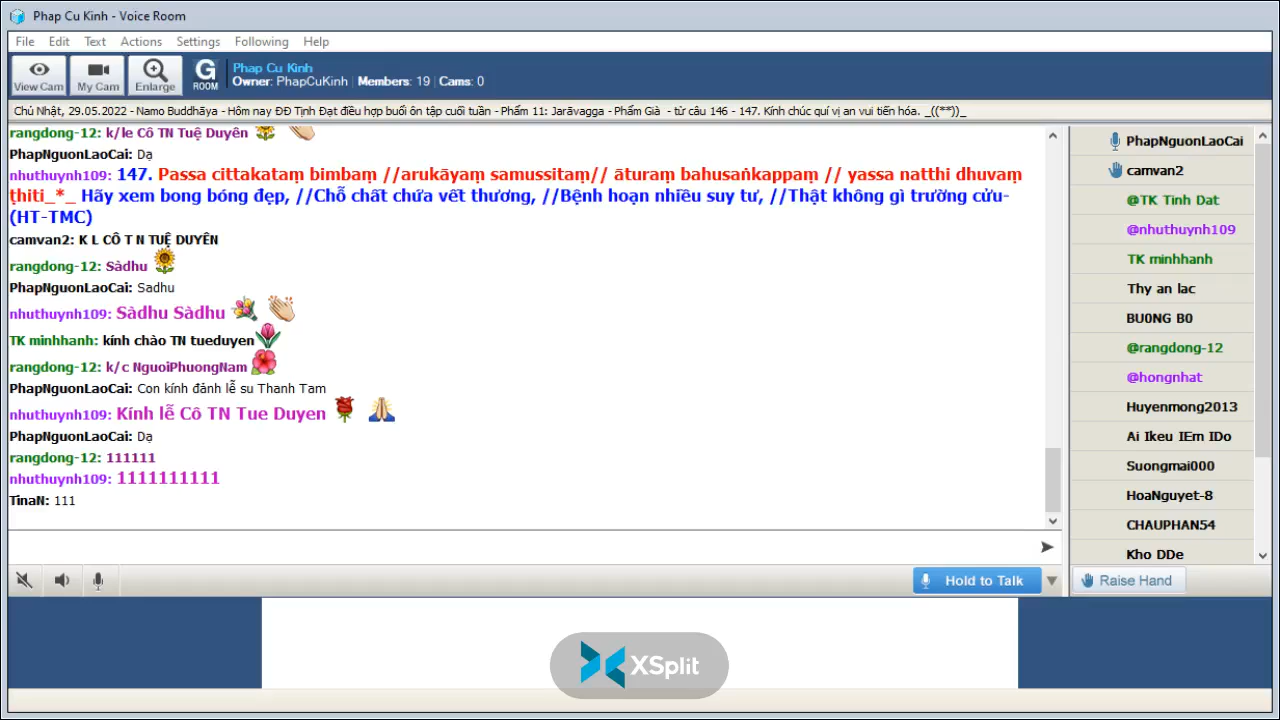 Phap Cu Kinh - Voice Room
File Edit Text Actions Settings Following Help
View Cam My Cam Enlarge G ROOM
Phap Cu Kinh
Owner: PhapCuKinh | Members: 19 | Cams: 0
Chủ Nhật, 29.05.2022 - Namo Buddhāya - Hôm nay ĐĐ Tịnh Đạt điều hợp buổi ôn tập cuối tuần - Phẩm 11: Jarāvagga - Phẩm Già - từ câu 146 - 147. Kính chúc quí vị an vui tiến hóa. _((**))_
rangdong-12: k/le Cô TN Tuệ Duyên
PhapNguonLaoCai: Dạ
nhuthuynh109: 147. Passa cittakataṃ bimbaṃ //arukāyaṃ samussitaṃ// āturaṃ bahusaṅkappaṃ // yassa natthi dhuvaṃ
ṭhiti_*_ Hãy xem bong bóng đẹp, //Chỗ chất chứa vết thương, //Bệnh hoạn nhiều suy tư, //Thật không gì trường cửu-
(HT-TMC)
camvan2: K L CÔ T N TUỆ DUYÊN
rangdong-12: Sàdhu
PhapNguonLaoCai: Sadhu
nhuthuynh109: Sàdhu Sàdhu
TK minhhanh: kính chào TN tueduyen
rangdong-12: k/c NguoiPhuongNam
PhapNguonLaoCai: Con kính đảnh lễ su Thanh Tam
nhuthuynh109: Kính lễ Cô TN Tue Duyen
PhapNguonLaoCai: Dạ
rangdong-12: 111111
nhuthuynh109: 1111111111
TinaN: 111
Hold to Talk
PhapNguonLaoCai
camvan2
@TK Tinh Dat
@nhuthuynh109
TK minhhanh
Thy an lac
BU0NG B0
@rangdong-12
@hongnhat
Huyenmong2013
Ai Ikeu IEm IDo
Suongmai000
HoaNguyet-8
CHAUPHAN54
Kho DDe
Raise Hand
XSplit